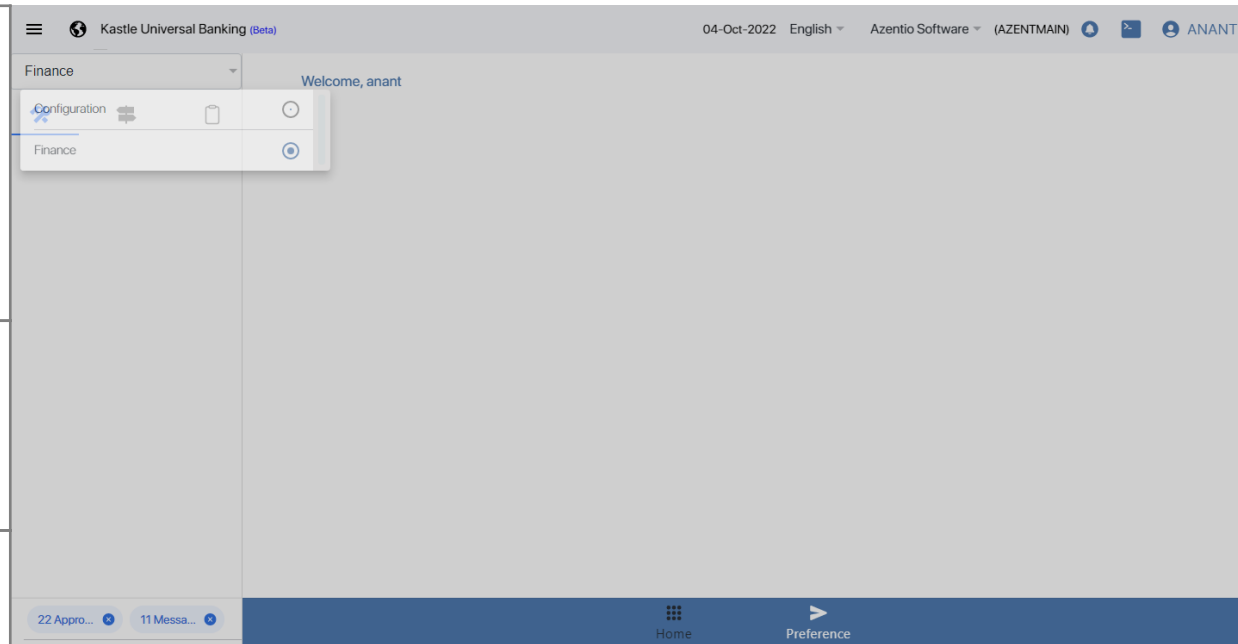 Kastle Universal Banking (Beta) 04-Oct-2022 English Azentio Software (AZENTMAIN) ANANT
Finance
Welcome, anant
Configuration
Finance
22 Appro... 11 Messa...
Home Preference